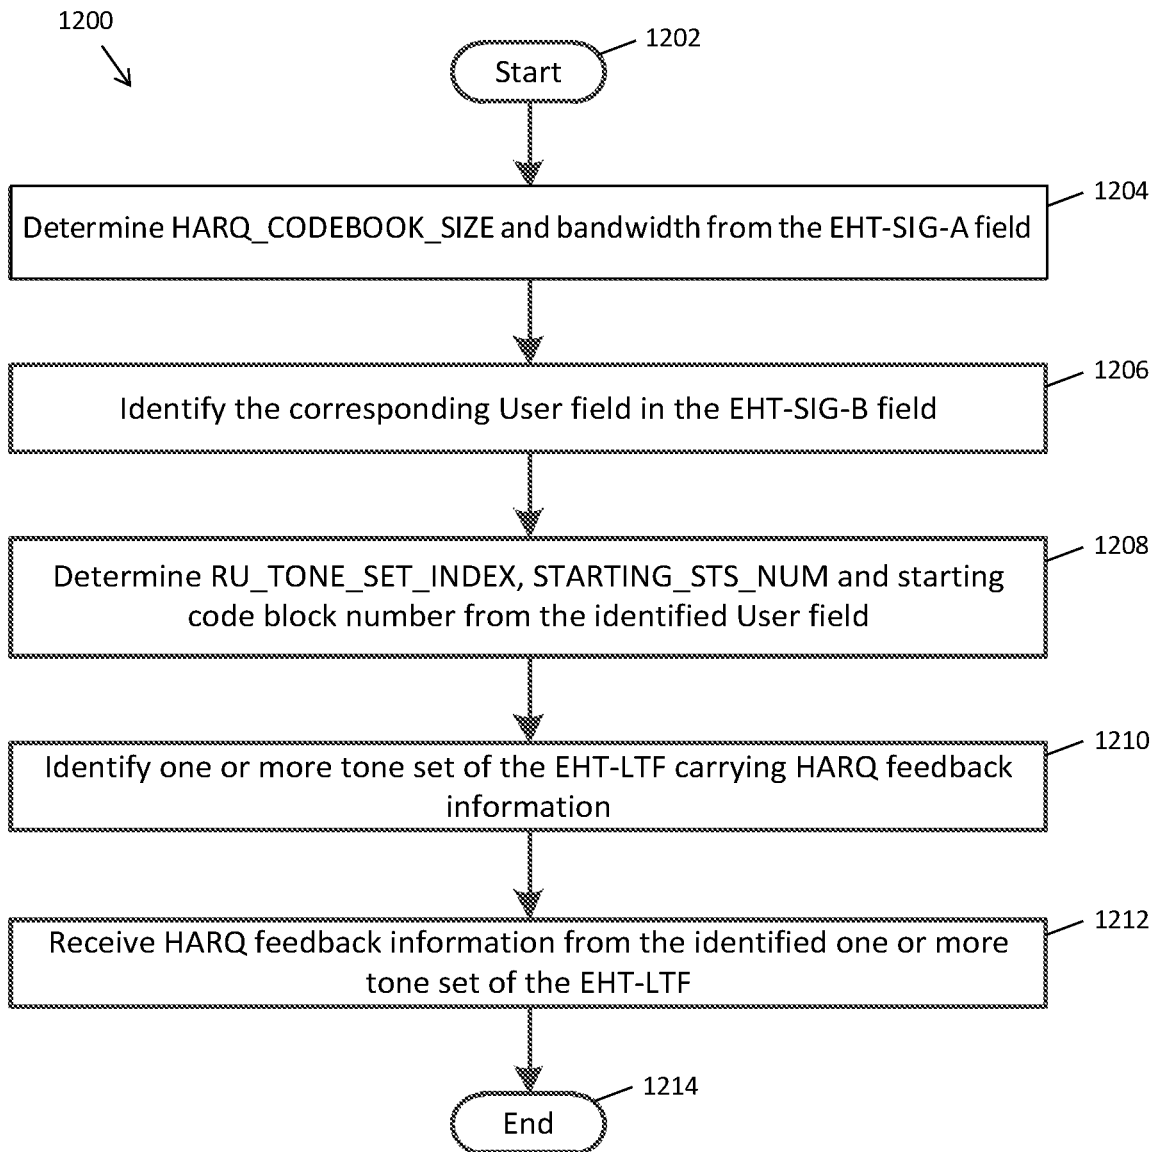 1200
1202
Start
1204
Determine HARQ_CODEBOOK_SIZE and bandwidth from the EHT-SIG-A field
1206
Identify the corresponding User field in the EHT-SIG-B field
1208
Determine RU_TONE_SET_INDEX, STARTING_STS_NUM and starting
code block number from the identified User field
1210
Identify one or more tone set of the EHT-LTF carrying HARQ feedback
information
1212
Receive HARQ feedback information from the identified one or more
tone set of the EHT-LTF
1214
End